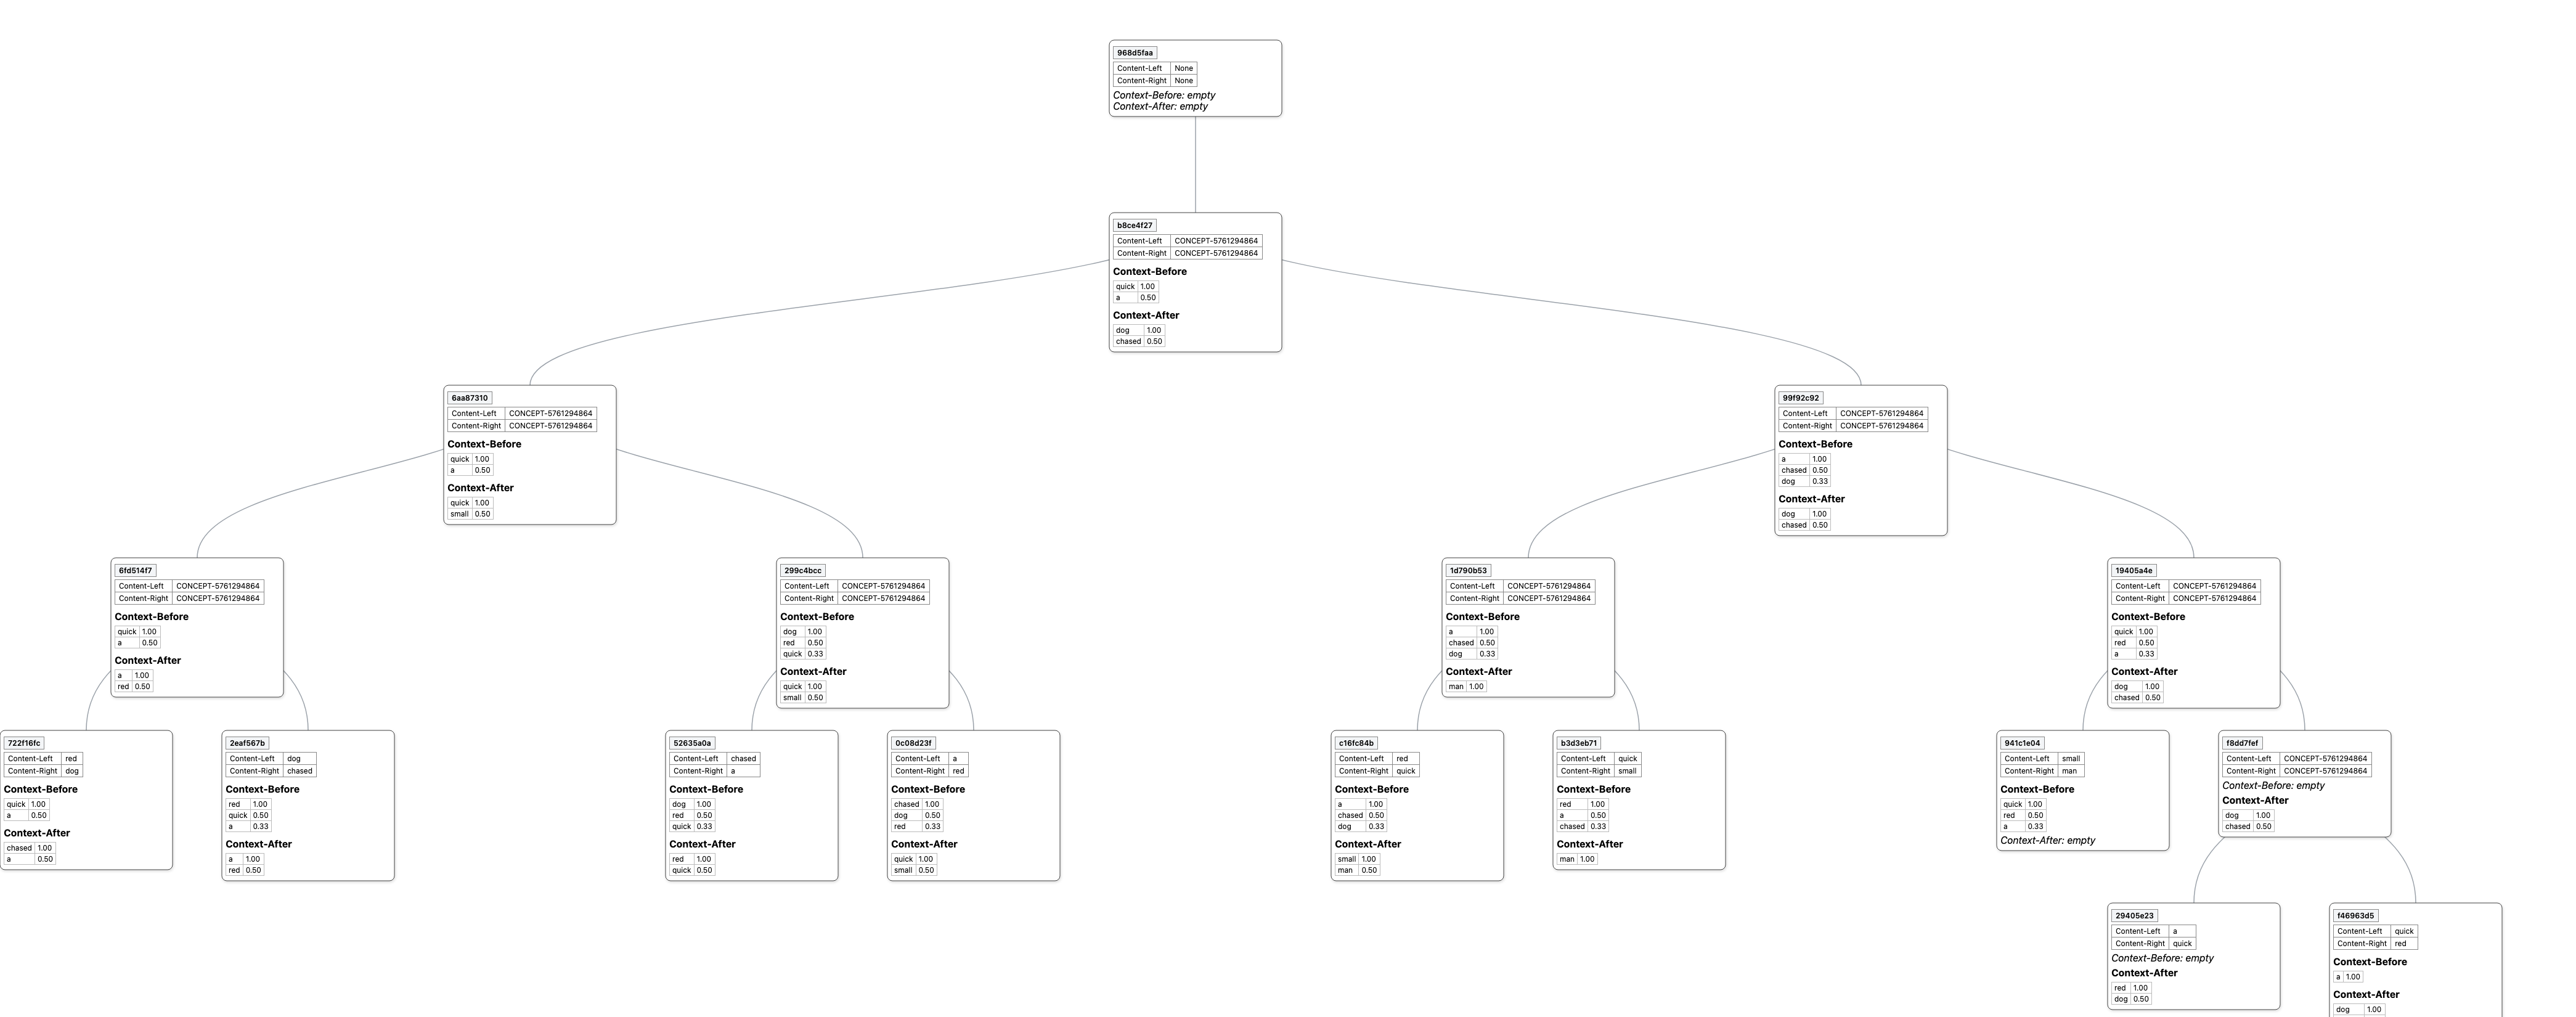 968d5faa
Content-Left None
Content-Right None
Context-Before: empty
Context-After: empty
b8ce4f27
Content-Left CONCEPT-5761294864
Content-Right CONCEPT-5761294864
Context-Before
quick 1.00
a 0.50
Context-After
dog 1.00
chased 0.50
6aa87310
Content-Left CONCEPT-5761294864
Content-Right CONCEPT-5761294864
Context-Before
quick 1.00
a 0.50
Context-After
quick 1.00
small 0.50
99f92c92
Content-Left CONCEPT-5761294864
Content-Right CONCEPT-5761294864
Context-Before
a 1.00
chased 0.50
dog 0.33
Context-After
dog 1.00
chased 0.50
6fd514f7
Content-Left CONCEPT-5761294864
Content-Right CONCEPT-5761294864
Context-Before
quick 1.00
a 0.50
Context-After
a 1.00
red 0.50
299c4bcc
Content-Left CONCEPT-5761294864
Content-Right CONCEPT-5761294864
Context-Before
dog 1.00
red 0.50
quick 0.33
Context-After
quick 1.00
small 0.50
1d790b53
Content-Left CONCEPT-5761294864
Content-Right CONCEPT-5761294864
Context-Before
a 1.00
chased 0.50
dog 0.33
Context-After
man 1.00
19405a4e
Content-Left CONCEPT-5761294864
Content-Right CONCEPT-5761294864
Context-Before
quick 1.00
red 0.50
a 0.33
Context-After
dog 1.00
chased 0.50
722f16fc
Content-Left red
Content-Right dog
Context-Before
quick 1.00
a 0.50
Context-After
chased 1.00
a 0.50
2eaf567b
Content-Left dog
Content-Right chased
Context-Before
red 1.00
quick 0.50
a 0.33
Context-After
a 1.00
red 0.50
52635a0a
Content-Left chased
Content-Right a
Context-Before
dog 1.00
red 0.50
quick 0.33
Context-After
red 1.00
quick 0.50
0c08d23f
Content-Left a
Content-Right red
Context-Before
chased 1.00
dog 0.50
red 0.33
Context-After
quick 1.00
small 0.50
c16fc84b
Content-Left red
Content-Right quick
Context-Before
a 1.00
chased 0.50
dog 0.33
Context-After
small 1.00
man 0.50
b3d3eb71
Content-Left quick
Content-Right small
Context-Before
red 1.00
a 0.50
chased 0.33
Context-After
man 1.00
941c1e04
Content-Left small
Content-Right man
Context-Before
quick 1.00
red 0.50
a 0.33
Context-After: empty
f8dd7fef
Content-Left CONCEPT-5761294864
Content-Right CONCEPT-5761294864
Context-Before: empty
Context-After
dog 1.00
chased 0.50
29405e23
Content-Left a
Content-Right quick
Context-Before: empty
Context-After
red 1.00
dog 0.50
f46963d5
Content-Left quick
Content-Right red
Context-Before
a 1.00
Context-After
dog 1.00